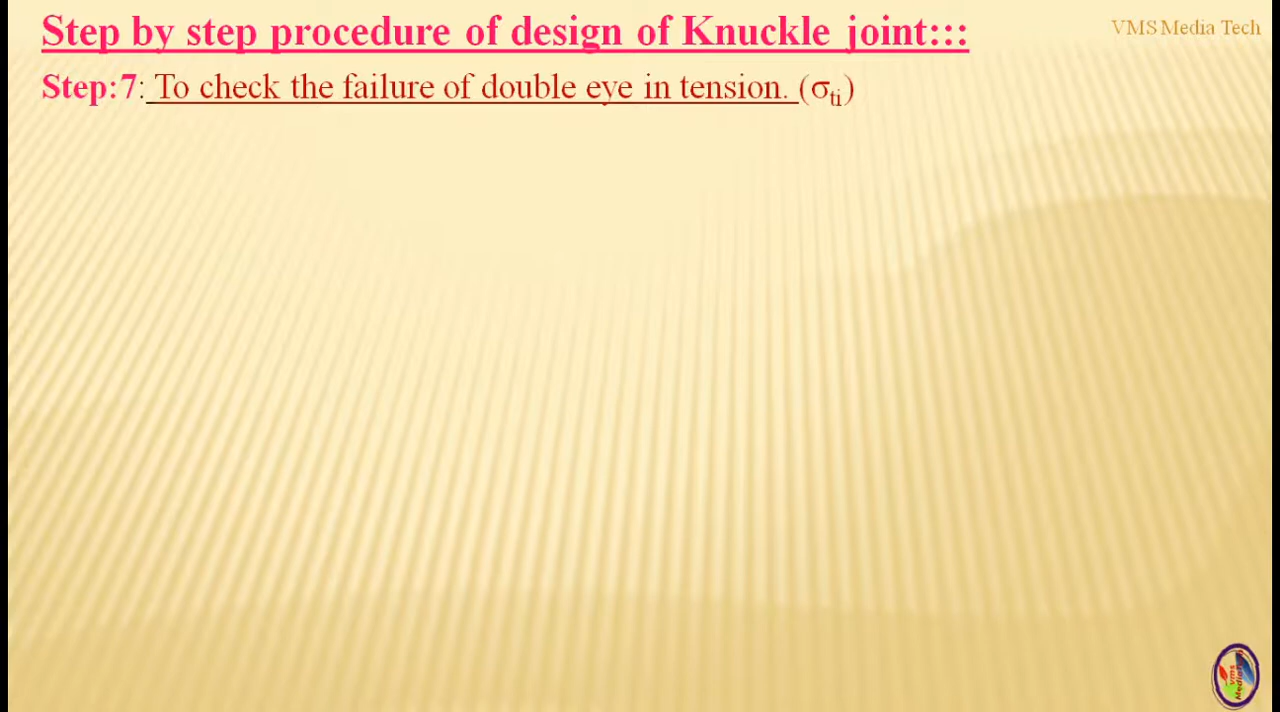 Step by step procedure of design of Knuckle joint:::
VMS Media Tech
Step:7: To check the failure of double eye in tension. (σti)